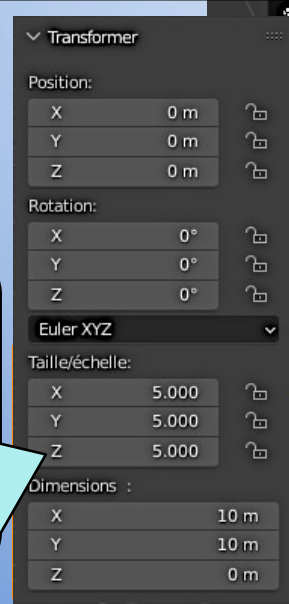 Transformer
Position:
X 0 m
Y 0 m
Z 0 m
Rotation:
X 0°
Y 0°
Z 0°
Euler XYZ
Taille/échelle:
X 5.000
Y 5.000
Z 5.000
Dimensions :
X 10 m
Y 10 m
Z 0 m